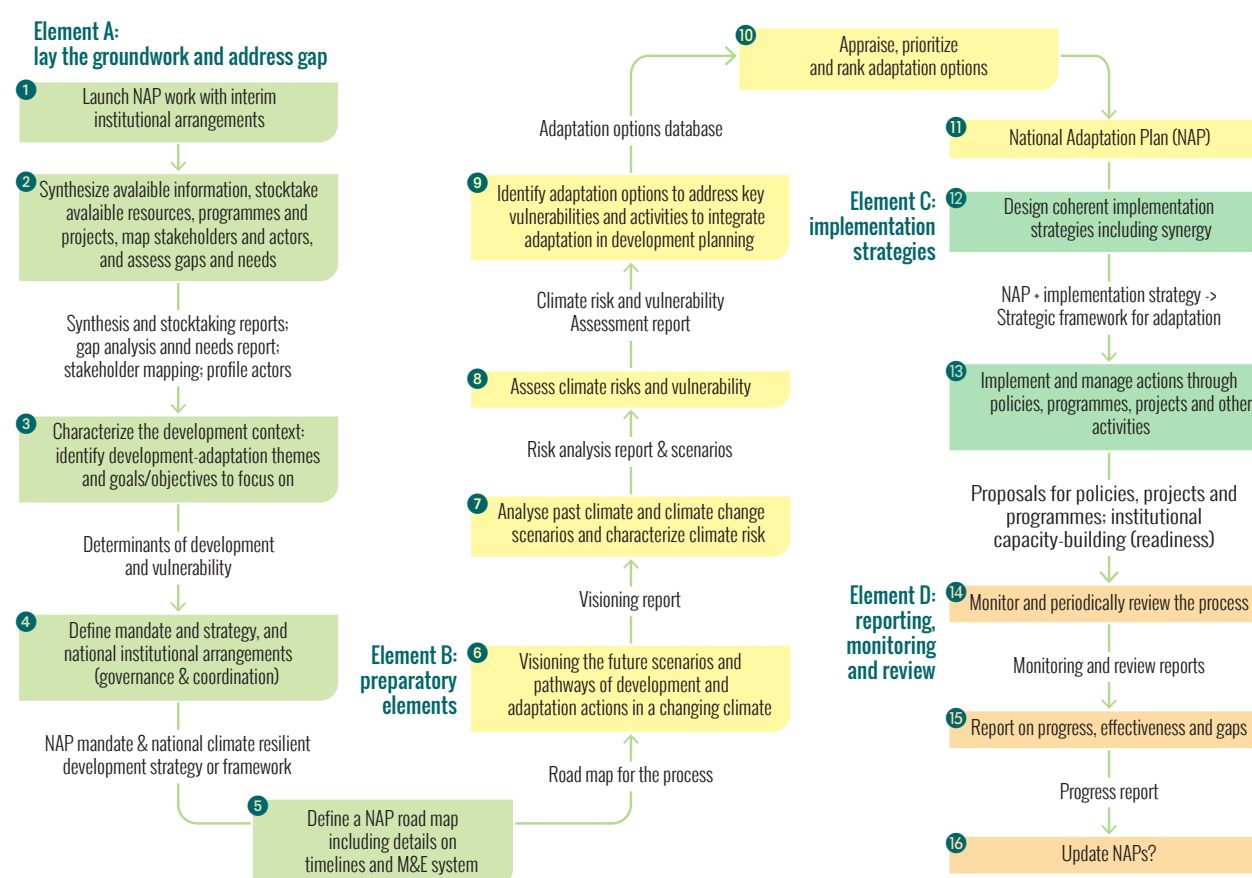 Element A:
lay the groundwork and address gap
1
Launch NAP work with interim
institutional arrangements
2
Synthesize avalaible information, stocktake
avalaible resources, programmes and
projects, map stakeholders and actors,
and assess gaps and needs
Synthesis and stocktaking reports;
gap analysis annd needs report;
stakeholder mapping; profile actors
3
Characterize the development context:
identify development-adaptation themes
and goals/objectives to focus on
Determinants of development
and vulnerability
4
Define mandate and strategy, and
national institutional arrangements
(governance & coordination)
NAP mandate & national climate resilient
development strategy or framework
5
Define a NAP road map
including details on
timelines and M&E system
Road map for the process
Element B:
preparatory
elements
6
Visioning the future scenarios and
pathways of development and
adaptation actions in a changing climate
Visioning report
7
Analyse past climate and climate change
scenarios and characterize climate risk
Risk analysis report & scenarios
8
Assess climate risks and vulnerability
Climate risk and vulnerability
Assessment report
9
Identify adaptation options to address key
vulnerabilities and activities to integrate
adaptation in development planning
Adaptation options database
10
Appraise, prioritize
and rank adaptation options
11
National Adaptation Plan (NAP)
Element C:
implementation
strategies
12
Design coherent implementation
strategies including synergy
NAP + implementation strategy ->
Strategic framework for adaptation
13
Implement and manage actions through
policies, programmes, projects and other
activities
Proposals for policies, projects and
programmes; institutional
capacity-building (readiness)
Element D:
reporting,
monitoring
and review
14
Monitor and periodically review the process
Monitoring and review reports
15
Report on progress, effectiveness and gaps
Progress report
16
Update NAPs?